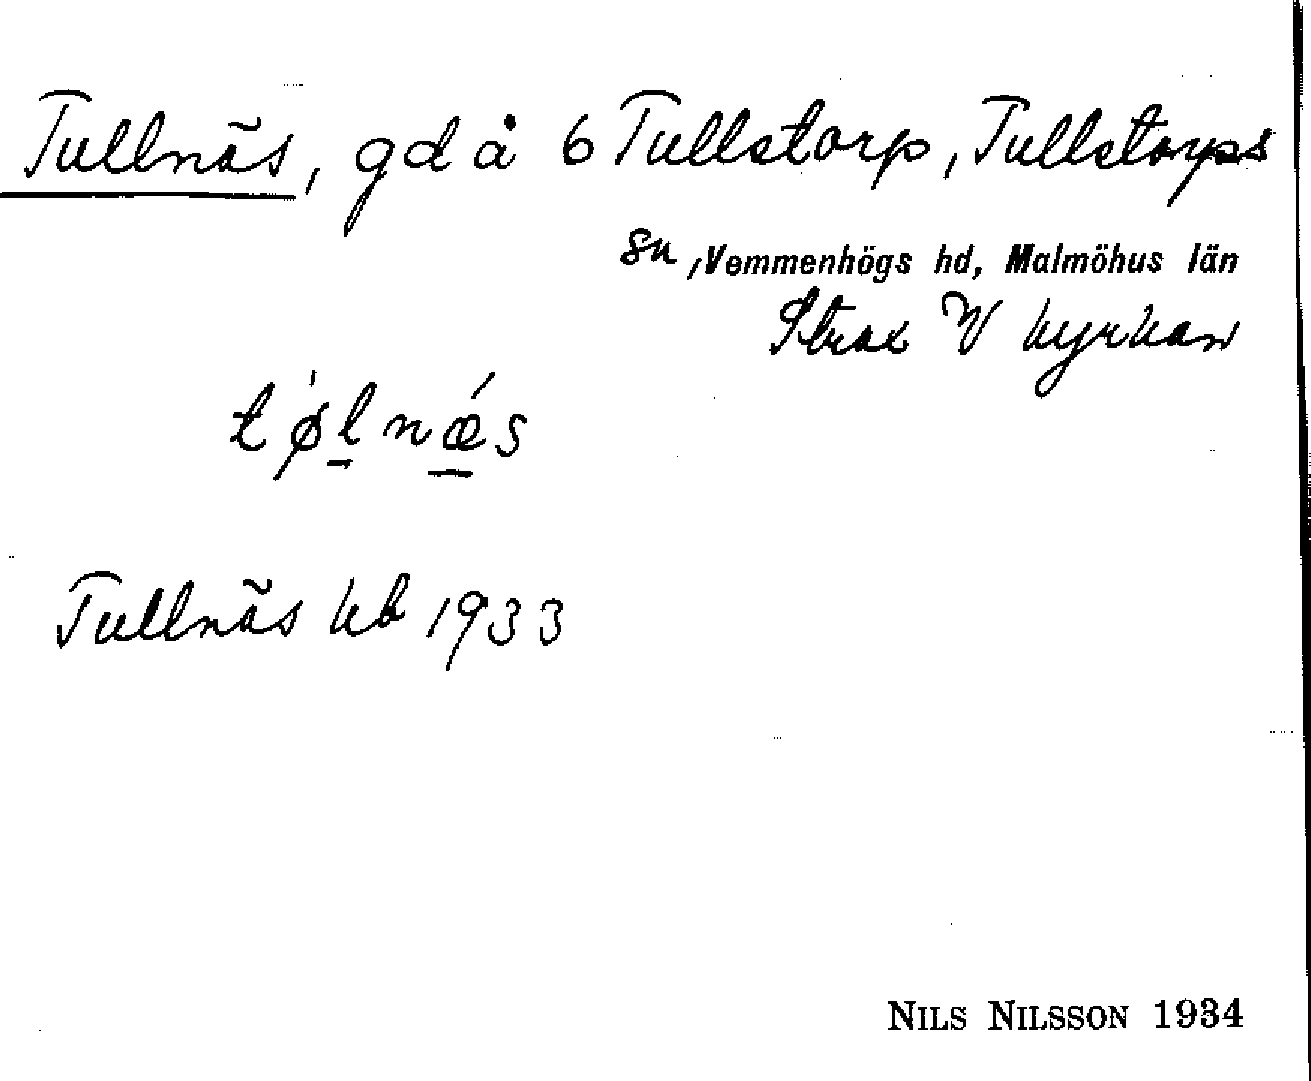 Tullnäs, gd å 6 Tullstorp, Tullstorps
sn, Vemmenhögs hd, Malmöhus län
Strax W kyrkan
tø̍l̠nǽ̠s
Tullnäs kb 1933
NILS NILSSON 1934